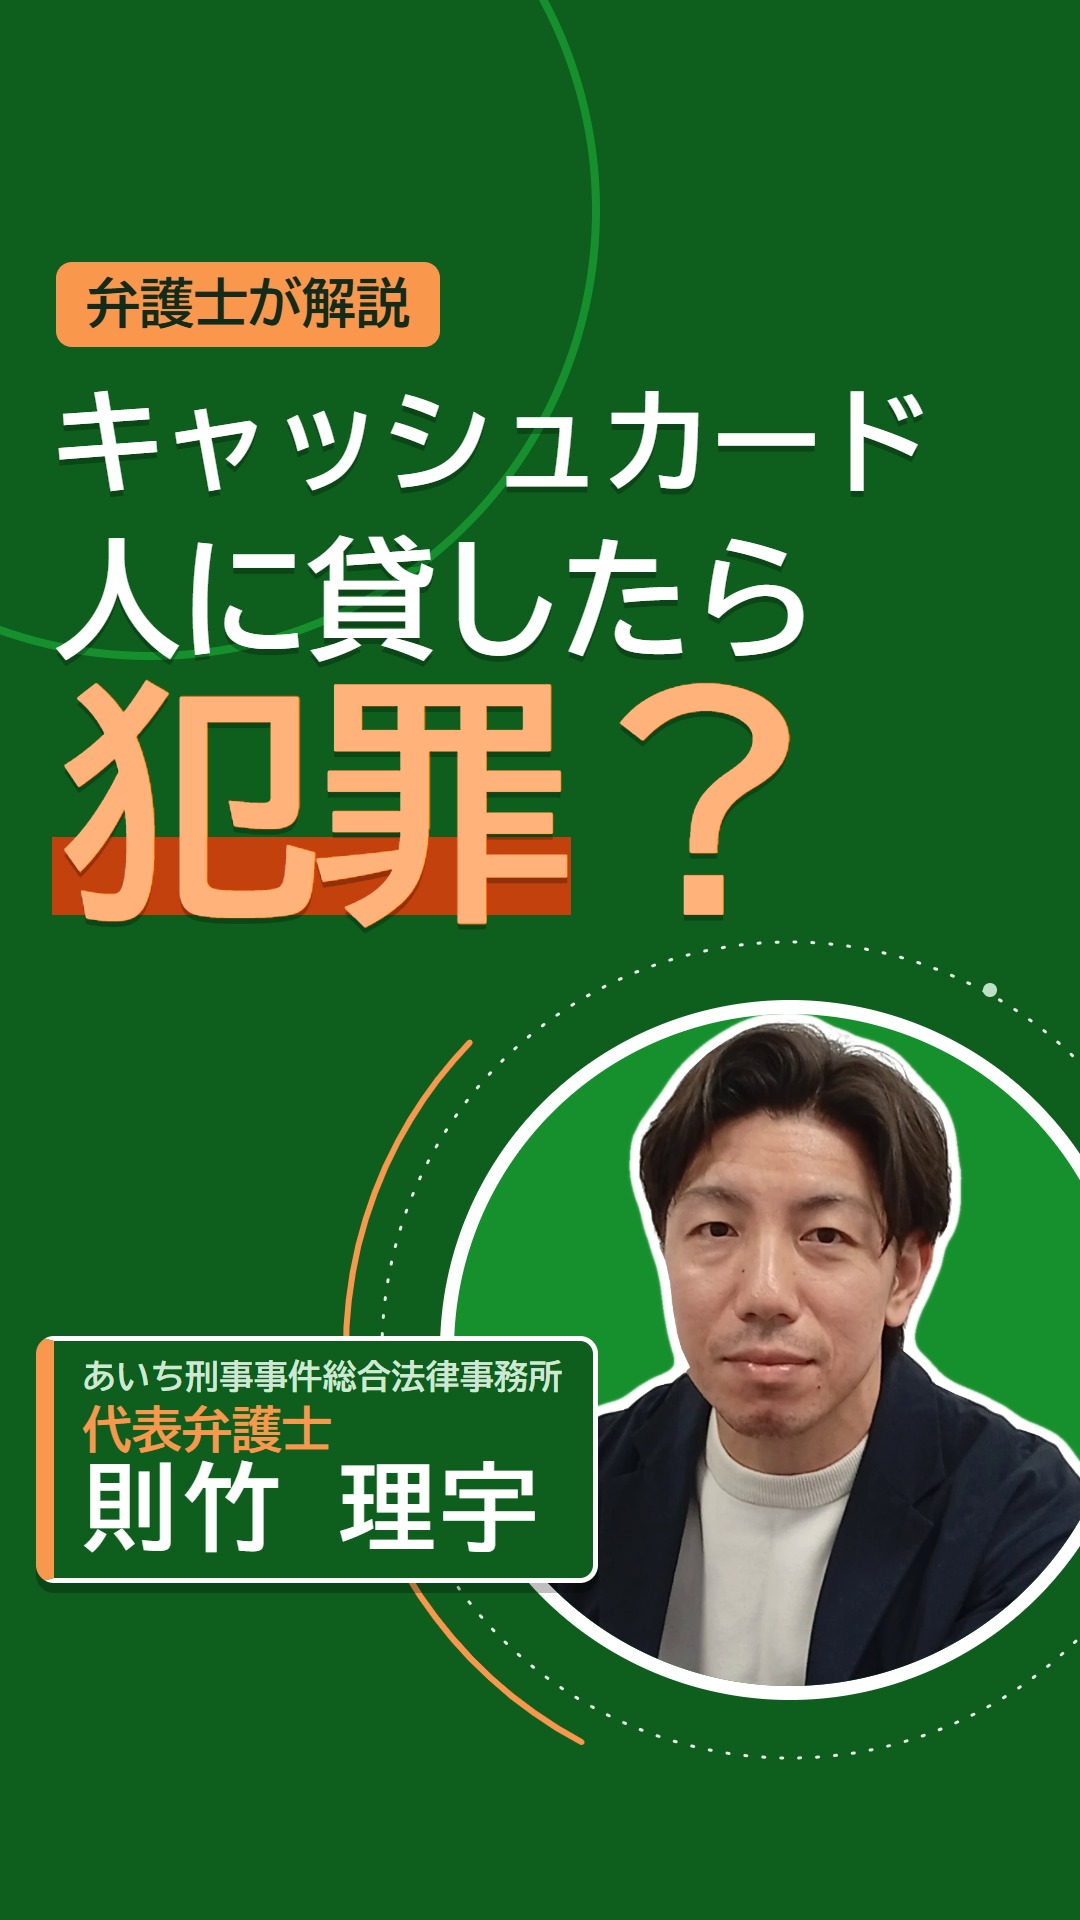 弁護士が解説
キャッシュカード
人に貸したら
犯罪？
あいち刑事事件総合法律事務所
代表弁護士
則竹 理宇